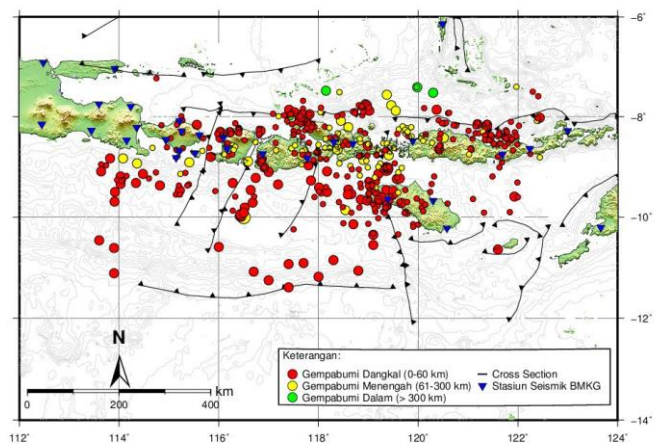 -6°
-8°
-10°
-12°
-14°
N
km
0 200 400
Keterangan:
Gempabumi Dangkal (0-60 km)
Gempabumi Menengah (61-300 km)
Gempabumi Dalam (> 300 km)
Cross Section
Stasiun Seismik BMKG
112° 114° 116° 118° 120° 122° 124°